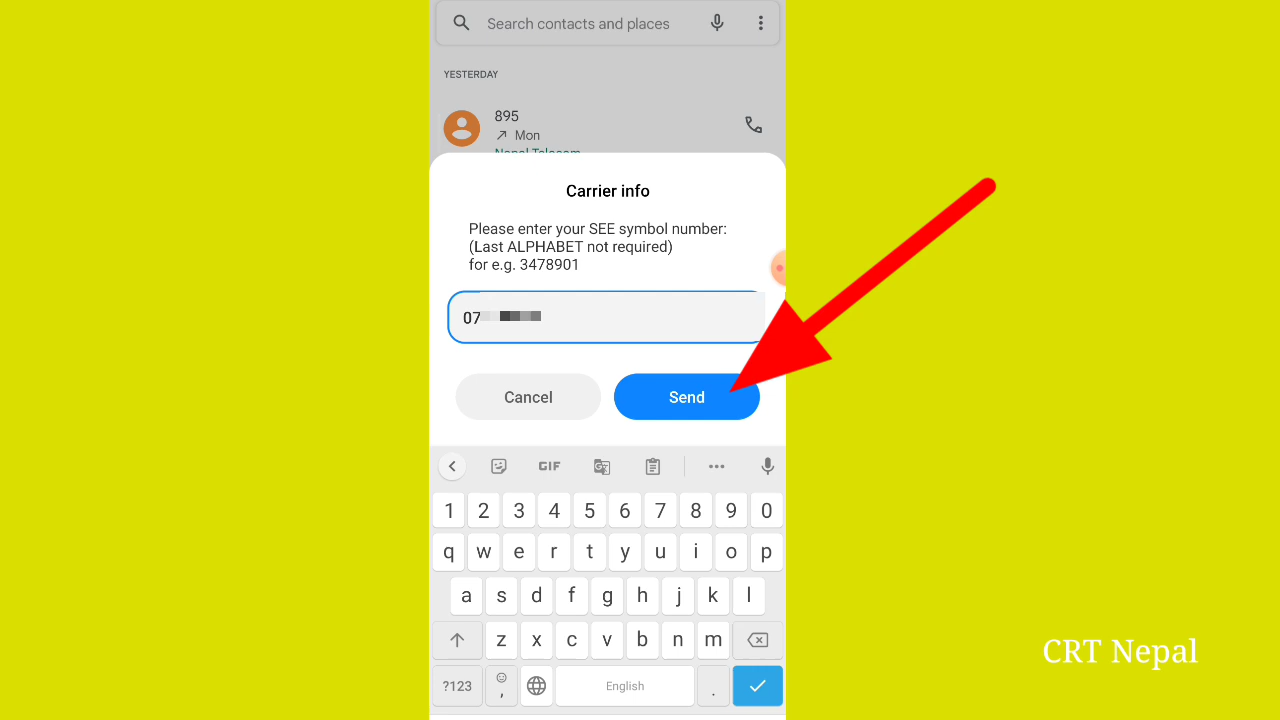 Search contacts and places
YESTERDAY
895
Mon
Nepal Telecom
Carrier info
Please enter your SEE symbol number:
(Last ALPHABET not required)
for e.g. 3478901
07
Cancel
Send
GIF
1 2 3 4 5 6 7 8 9 0
q w e r t y u i o p
a s d f g h j k l
z x c v b n m
?123 , English .
CRT Nepal